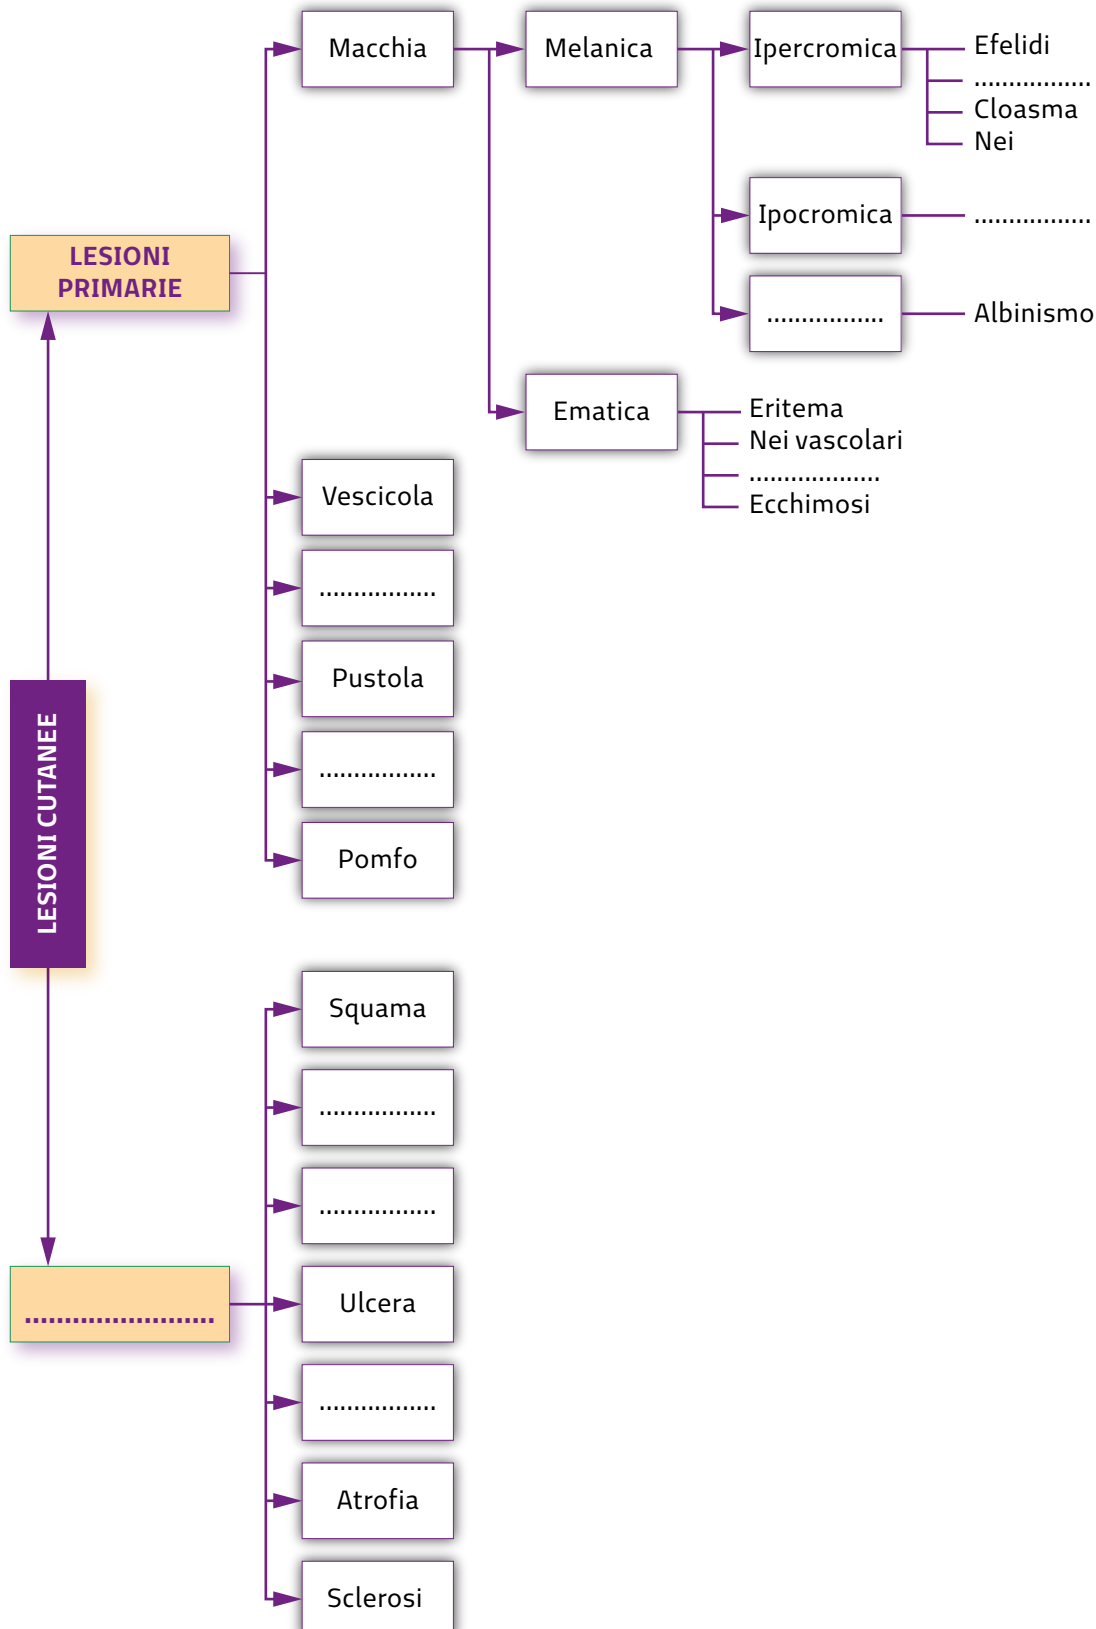 Macchia
Melanica
Ipercromica
Efelidi
.................
Cloasma
Nei
Ipocromica
.................
LESIONI
PRIMARIE
.................
Albinismo
Ematica
Eritema
Nei vascolari
...................
Ecchimosi
Vescicola
.................
Pustola
.................
Pomfo
LESIONI CUTANEE
Squama
.................
.................
........................
Ulcera
.................
Atrofia
Sclerosi